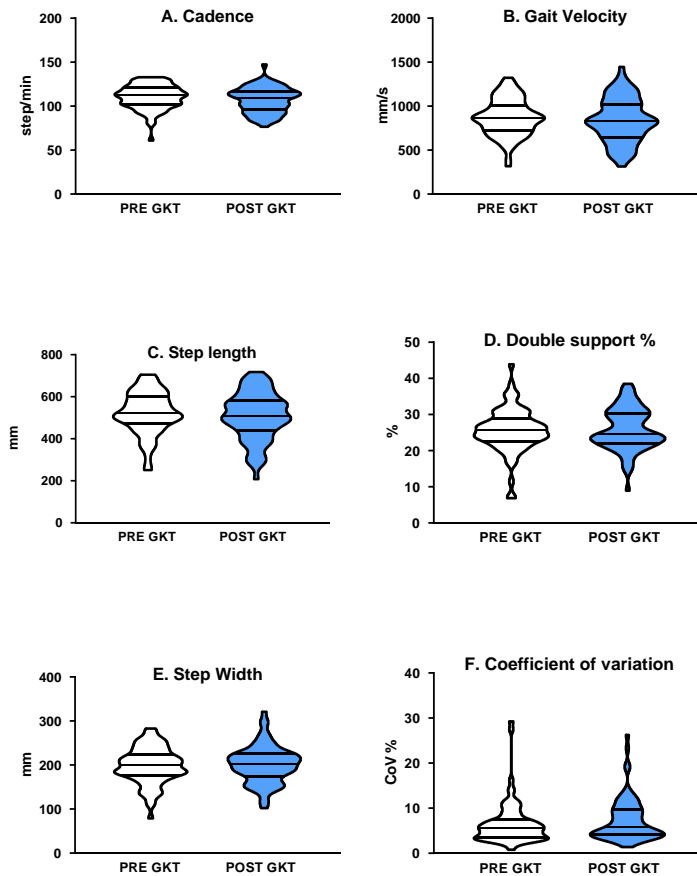 A. Cadence
step/min
200
150
100
50
0
PRE GKT
POST GKT
B. Gait Velocity
mm/s
2000
1500
1000
500
0
PRE GKT
POST GKT
C. Step length
mm
800
600
400
200
0
PRE GKT
POST GKT
D. Double support %
%
50
40
30
20
10
0
PRE GKT
POST GKT
E. Step Width
mm
400
300
200
100
0
PRE GKT
POST GKT
F. Coefficient of variation
CoV %
40
30
20
10
0
PRE GKT
POST GKT